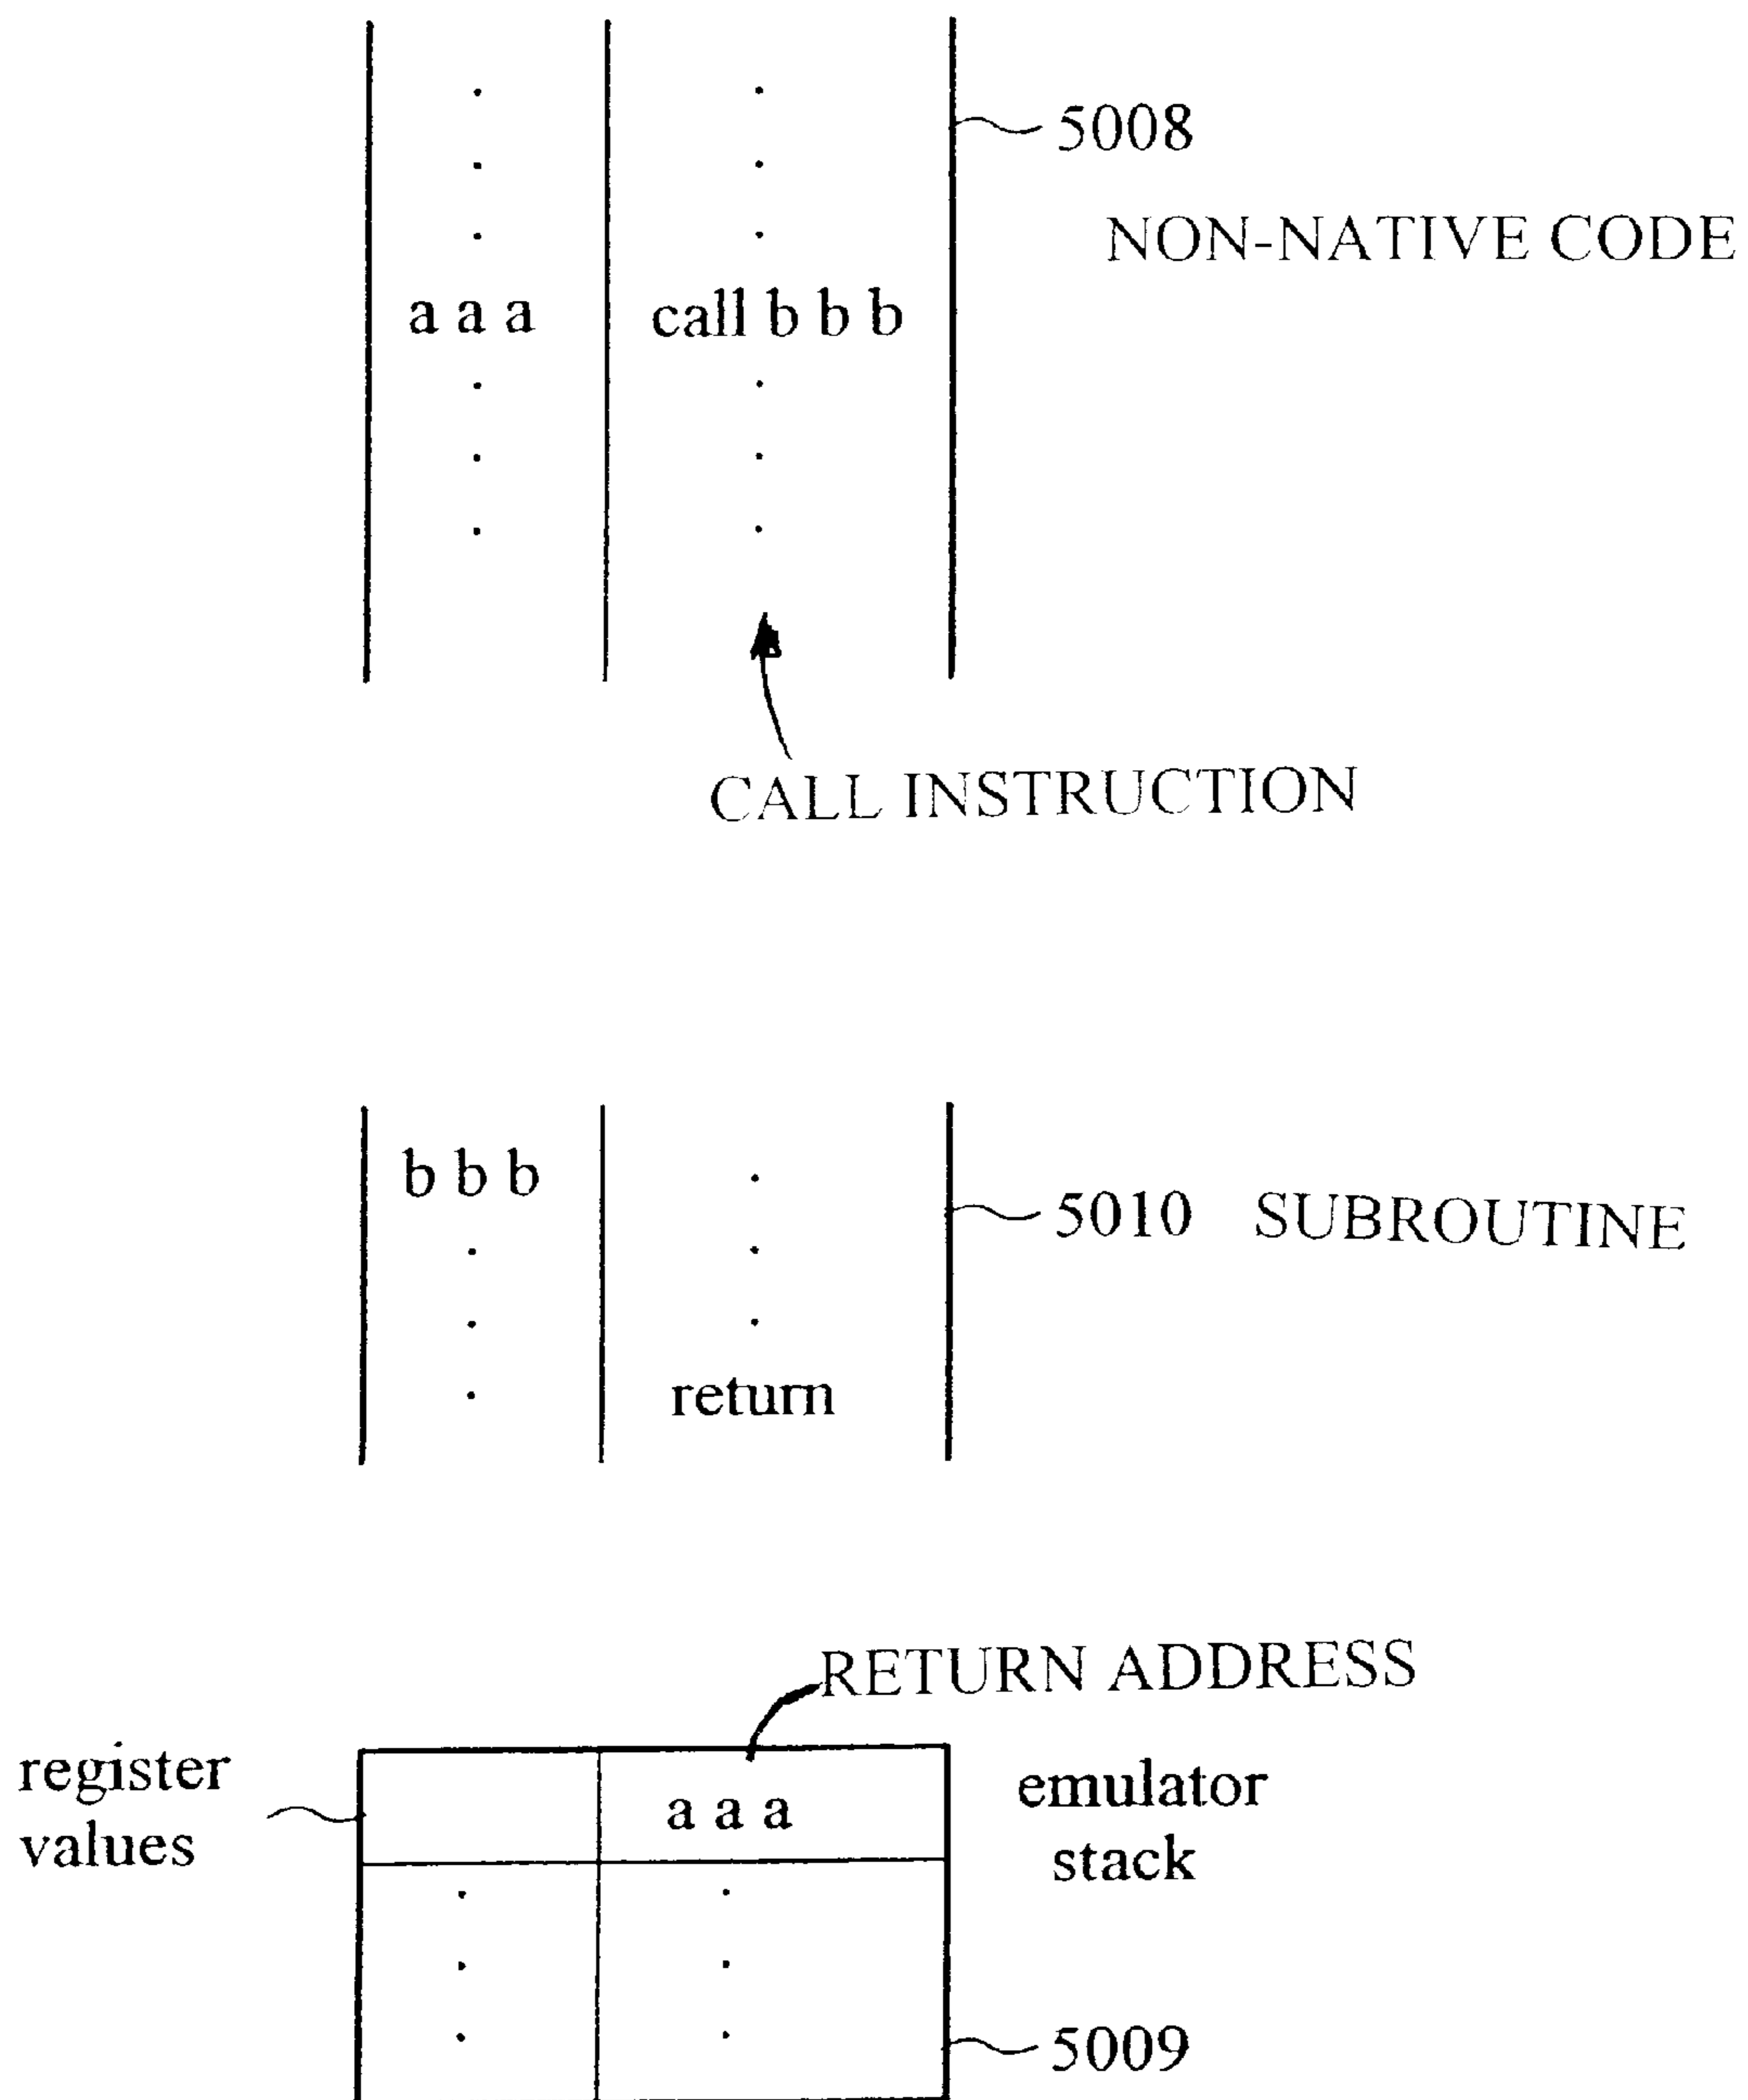 5008
NON-NATIVE CODE
a a a call b b b
CALL INSTRUCTION
b b b
5010 SUBROUTINE
return
RETURN ADDRESS
register
values
a a a
emulator
stack
5009